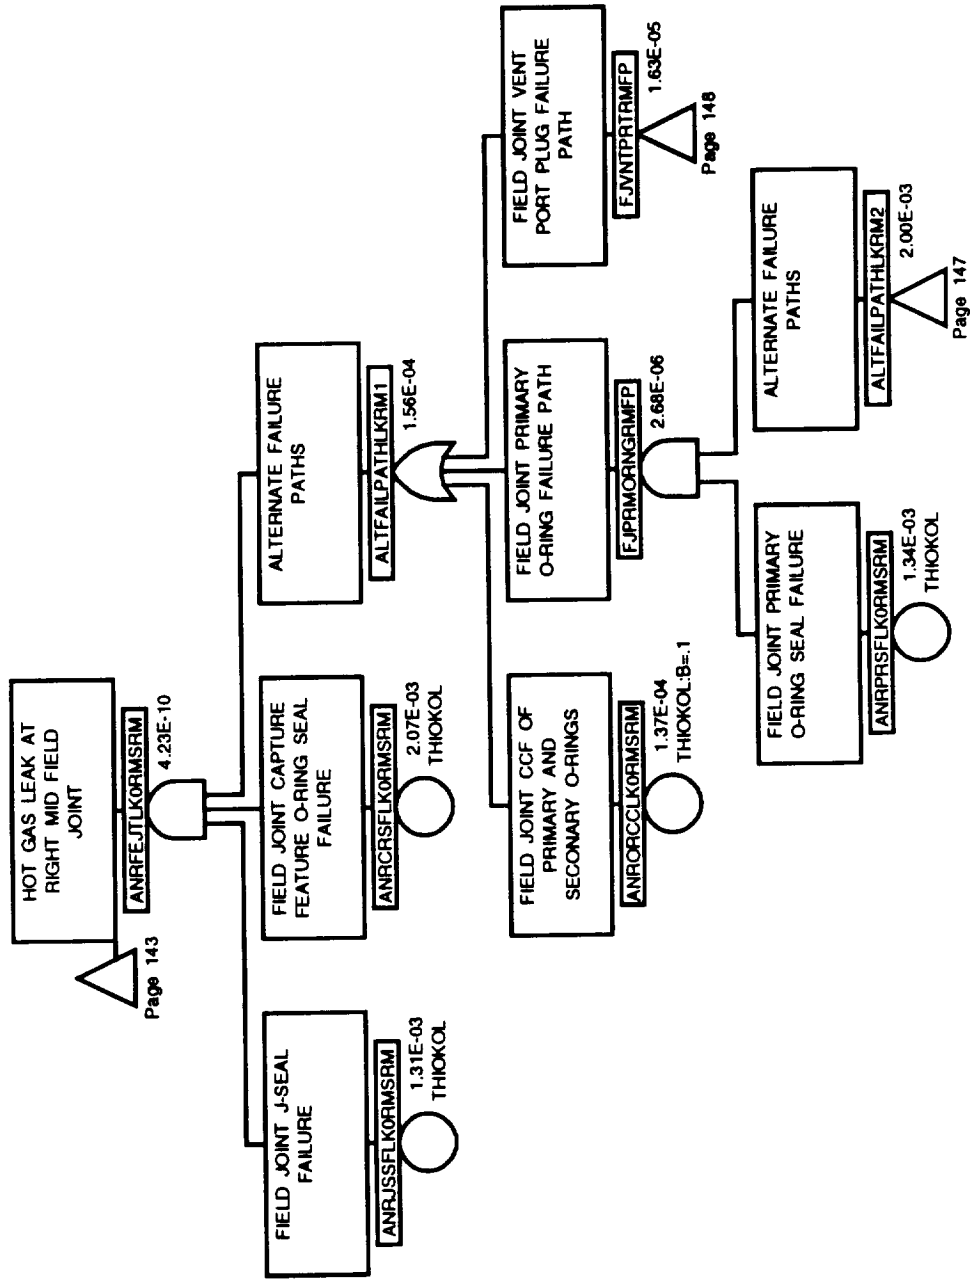 HOT GAS LEAK AT
RIGHT MID FIELD
JOINT
ANRFEJTLK0RMSRM
4.23E-10
Page 143
FIELD JOINT J-SEAL
FAILURE
ANRJSSFLK0RMSRM
1.31E-03
THIOKOL
FIELD JOINT CAPTURE
FEATURE O-RING SEAL
FAILURE
ANRCRSFLK0RMSRM
2.07E-03
THIOKOL
ALTERNATE FAILURE
PATHS
ALTFAILPATHLKRM1
1.56E-04
FIELD JOINT CCF OF
PRIMARY AND
SECONARY O-RINGS
ANRORCCLK0RMSRM
1.37E-04
THIOKOL:B=.1
FIELD JOINT PRIMARY
O-RING FAILURE PATH
FJPRMORNGRMFP
2.68E-06
FIELD JOINT VENT
PORT PLUG FAILURE
PATH
FJVNTPRTRMFP
1.63E-05
Page 148
FIELD JOINT PRIMARY
O-RING SEAL FAILURE
ANRPRSFLK0RMSRM
1.34E-03
THIOKOL
ALTERNATE FAILURE
PATHS
ALTFAILPATHLKRM2
2.00E-03
Page 147